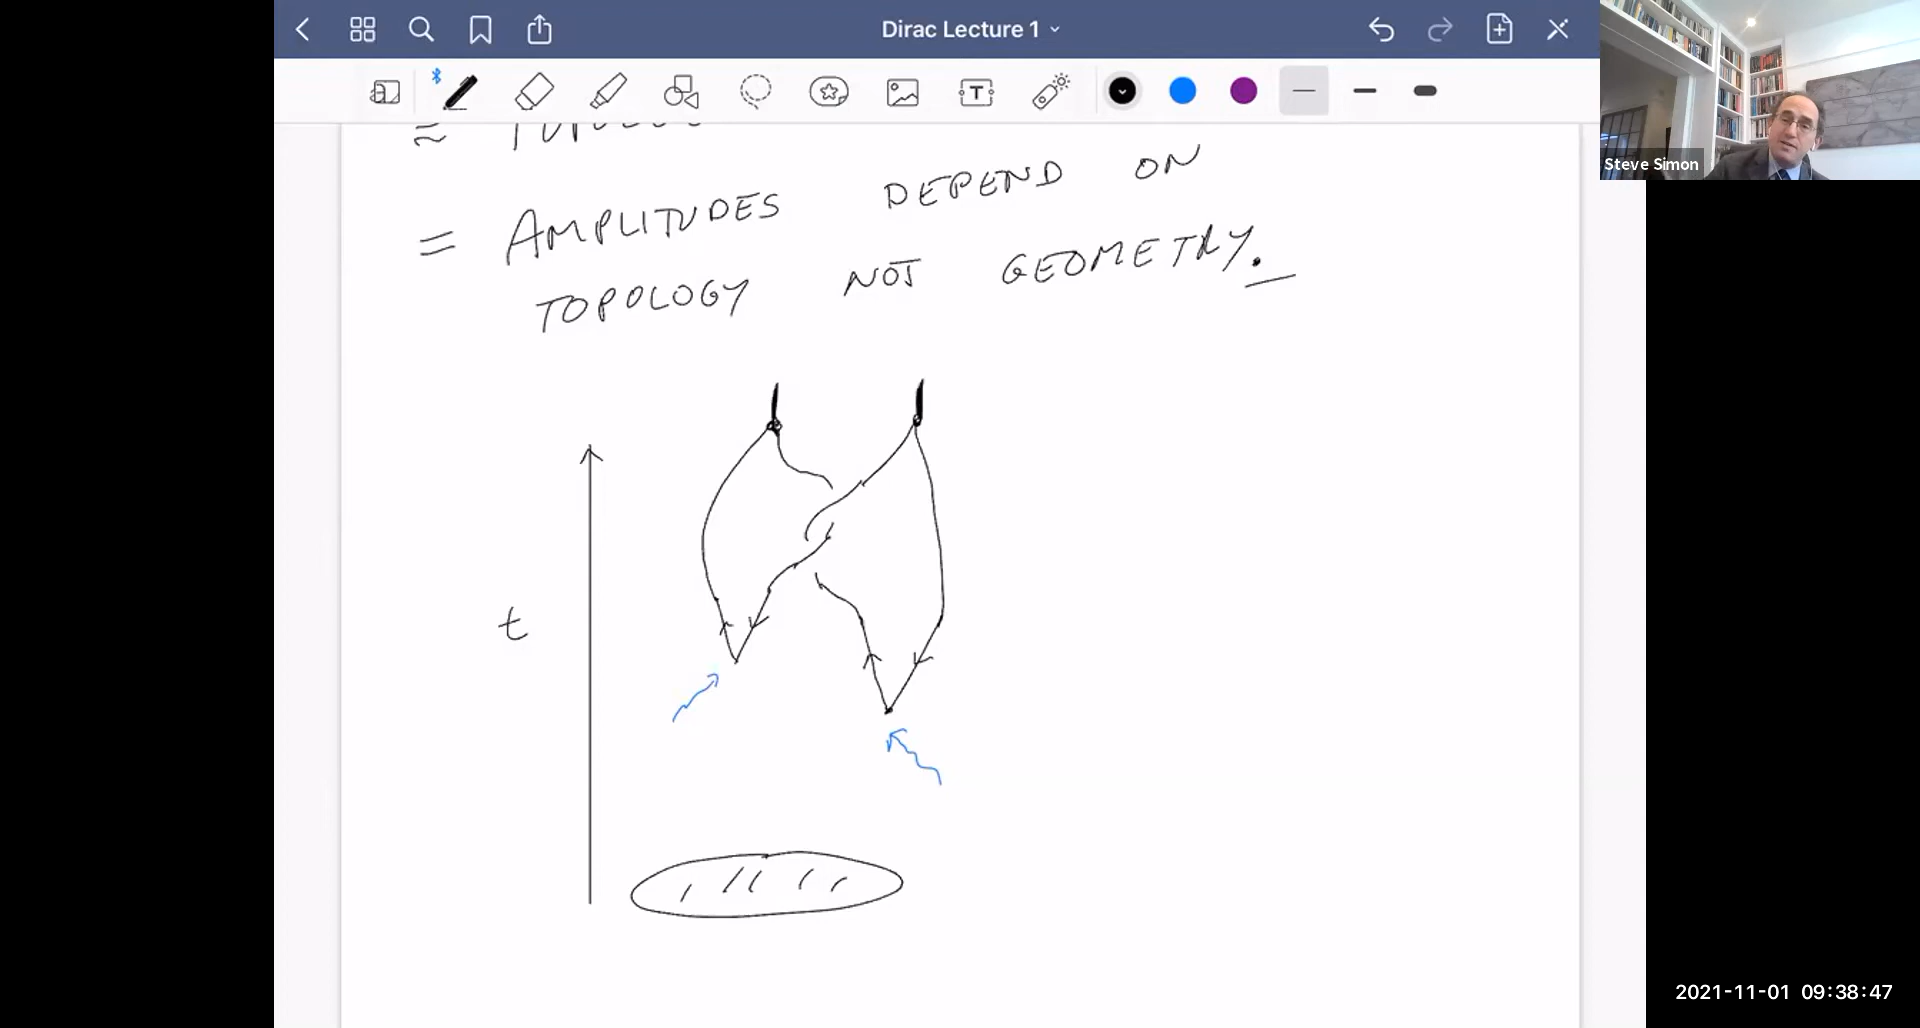 Dirac Lecture 1
T
Steve Simon
= AMPLITUDES DEPEND ON
TOPOLOGY NOT GEOMETRY.
t
2021-11-01 09:38:47